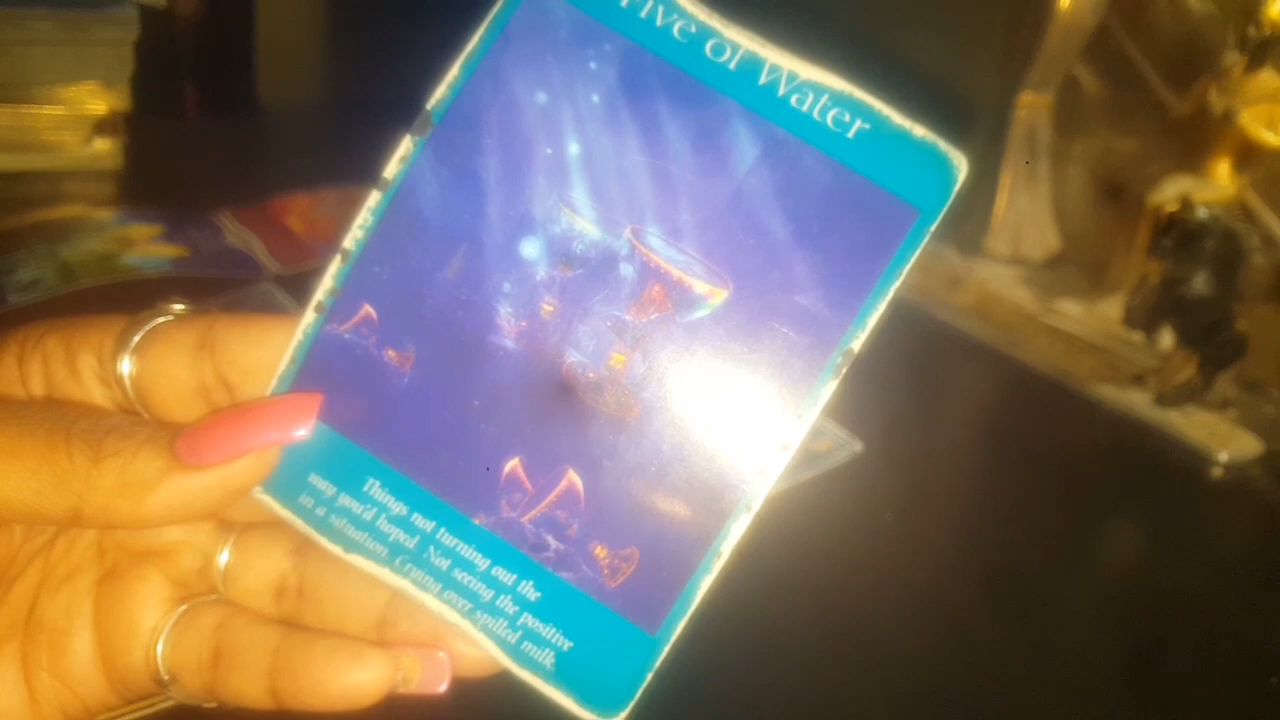 Five of Water
Things not turning out the
way you'd hoped. Not seeing the positive
in a situation. Crying over spilled milk.